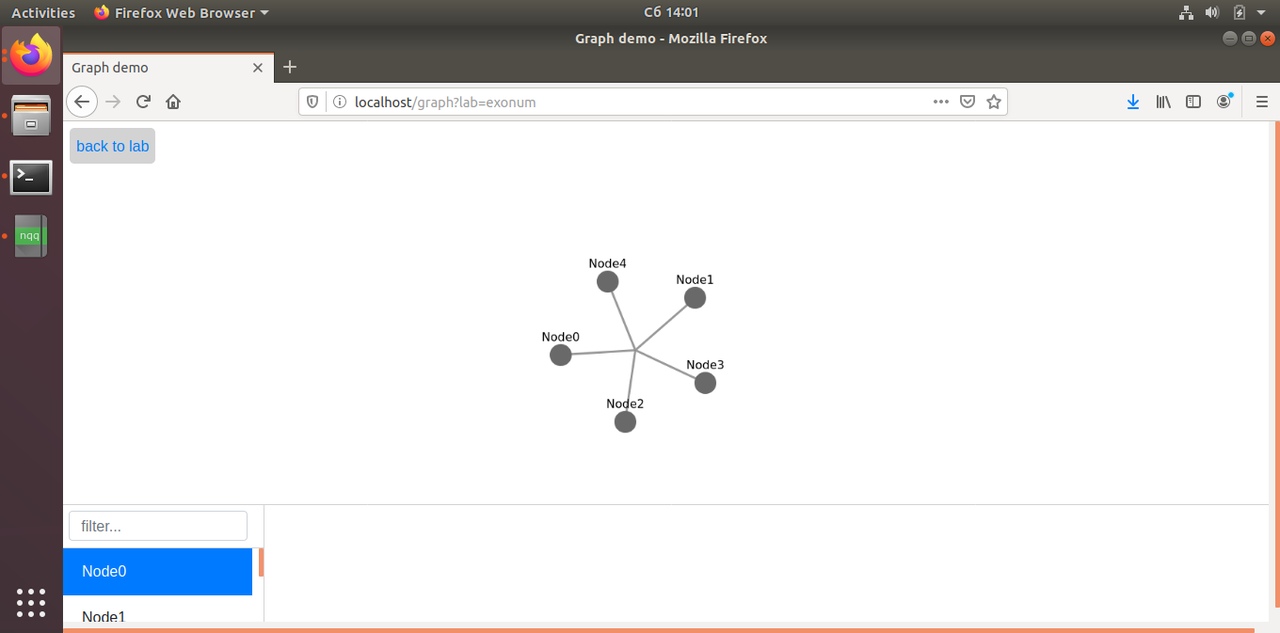 Activities
Firefox Web Browser
Сб 14:01
Graph demo - Mozilla Firefox
Graph demo
localhost/graph?lab=exonum
back to lab
Node4
Node1
Node0
Node3
Node2
nqq
filter...
Node0
Node1